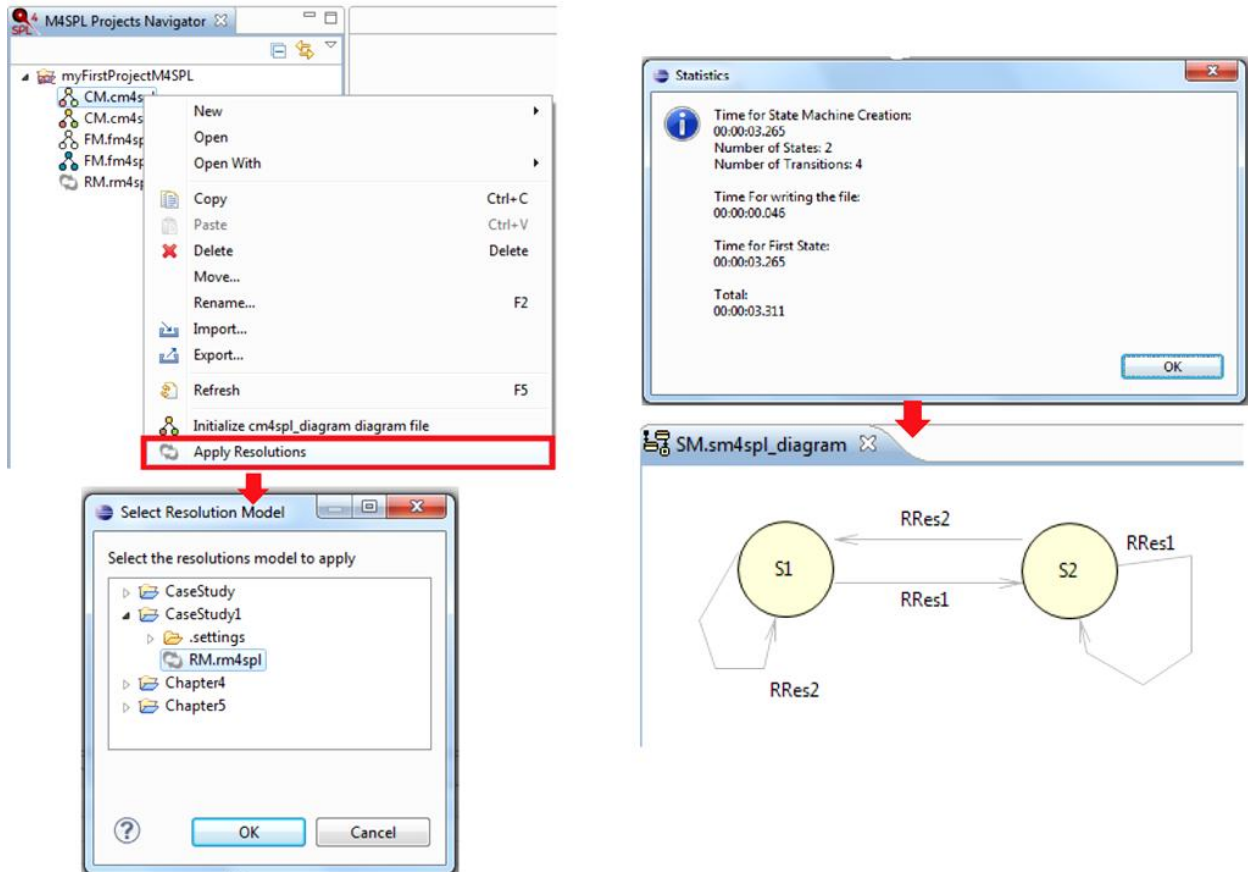 4
SPL
M4SPL Projects Navigator
myFirstProjectM4SPL
CM.cm4s
CM.cm4s
FM.fm4sp
FM.fm4sp
RM.rm4sp
New
Open
Open With
Copy Ctrl+C
Paste Ctrl+V
Delete Delete
Move...
Rename... F2
Import...
Export...
Refresh F5
Initialize cm4spl_diagram diagram file
Apply Resolutions
Select Resolution Model
Select the resolutions model to apply
CaseStudy
CaseStudy1
.settings
RM.rm4spl
Chapter4
Chapter5
?
OK Cancel
Statistics
Time for State Machine Creation:
00:00:03.265
Number of States: 2
Number of Transitions: 4
Time For writing the file:
00:00:00.046
Time for First State:
00:00:03.265
Total:
00:00:03.311
OK
SM.sm4spl_diagram
RRes2
RRes1
S1
S2
RRes1
RRes2